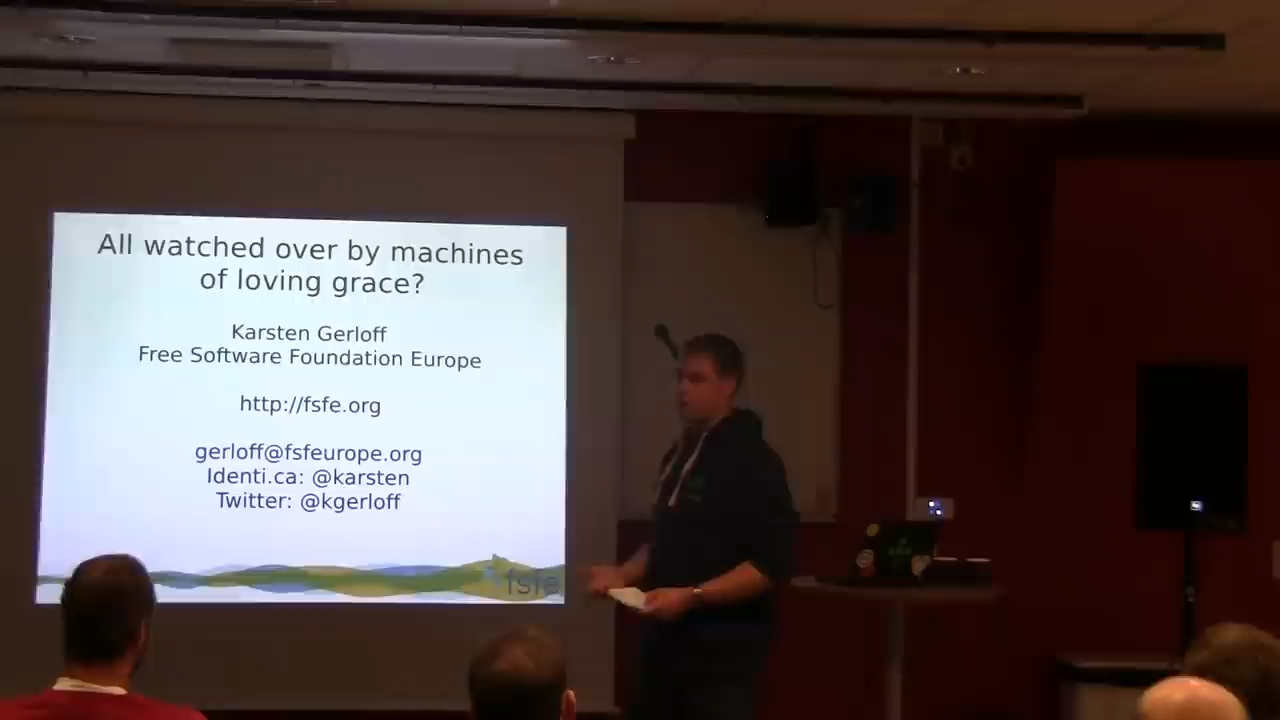 All watched over by machines
of loving grace?
Karsten Gerloff
Free Software Foundation Europe
http://fsfe.org
gerloff@fsfeurope.org
Identi.ca: @karsten
Twitter: @kgerloff
fsfe